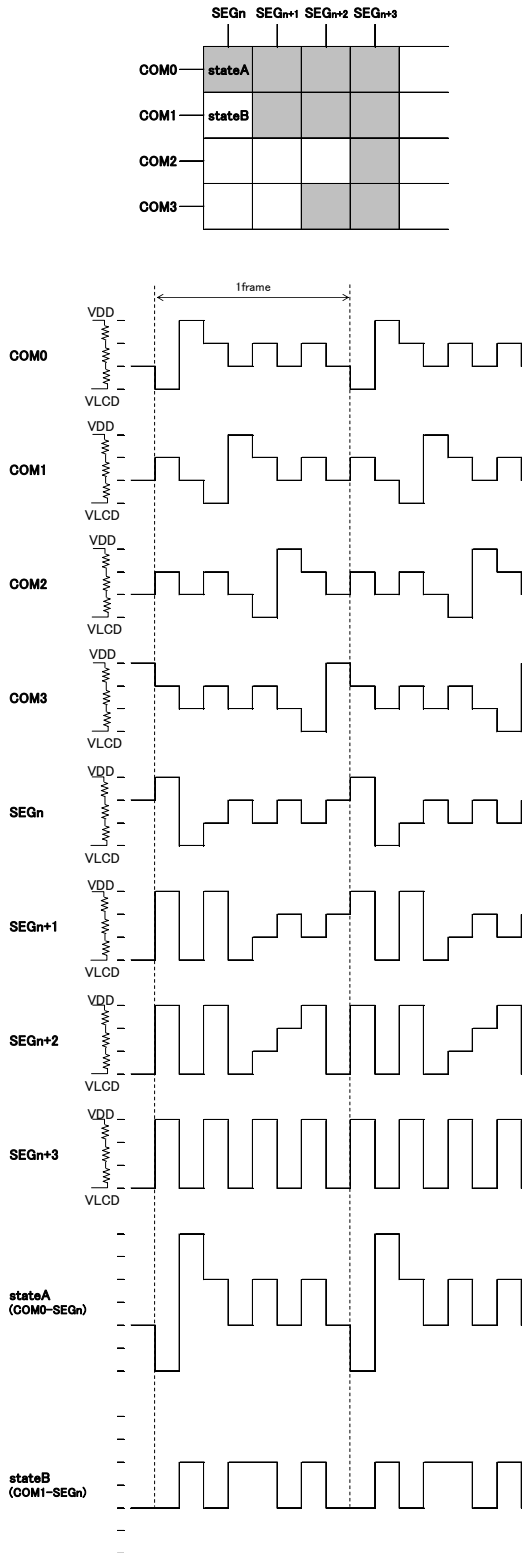 SEGn SEGn+1 SEGn+2 SEGn+3
COM0 stateA
COM1 stateB
COM2
COM3
1frame
VDD
COM0
VLCD
VDD
COM1
VLCD
VDD
COM2
VLCD
VDD
COM3
VLCD
VDD
SEGn
VLCD
VDD
SEGn+1
VLCD
VDD
SEGn+2
VLCD
VDD
SEGn+3
VLCD
stateA
(COM0-SEGn)
stateB
(COM1-SEGn)